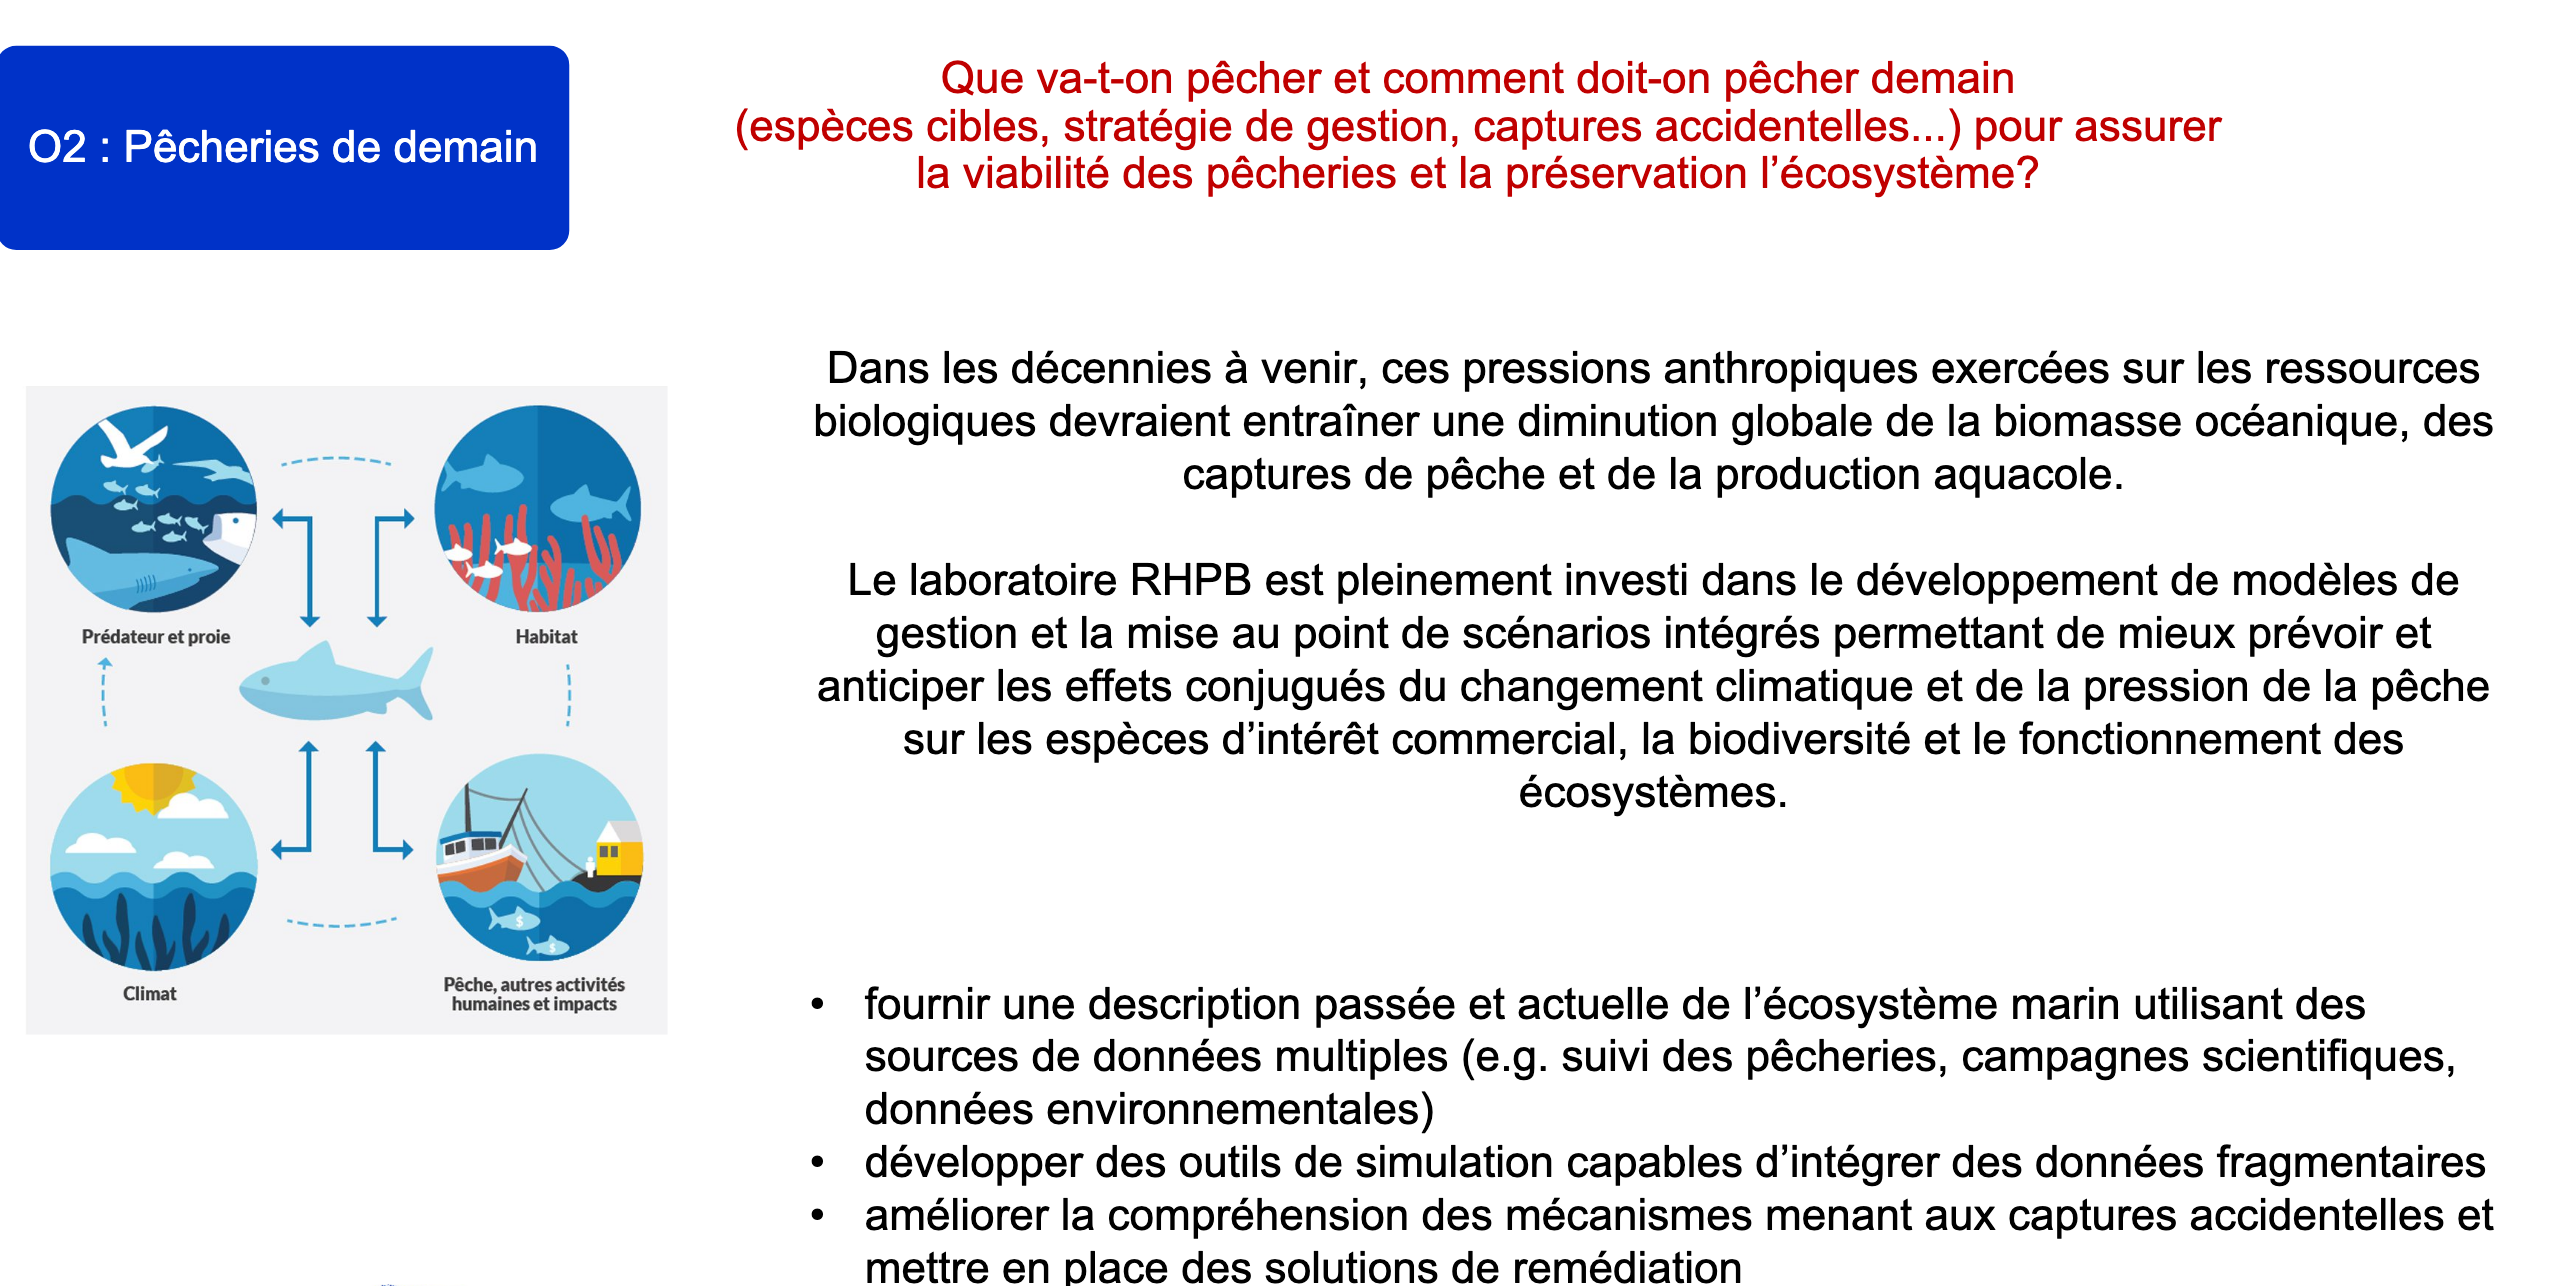 O2 : Pêcheries de demain
Que va-t-on pêcher et comment doit-on pêcher demain
(espèces cibles, stratégie de gestion, captures accidentelles...) pour assurer
la viabilité des pêcheries et la préservation l’écosystème?
Prédateur et proie
Habitat
Climat
Pêche, autres activités
humaines et impacts
$
$
Dans les décennies à venir, ces pressions anthropiques exercées sur les ressources
biologiques devraient entraîner une diminution globale de la biomasse océanique, des
captures de pêche et de la production aquacole.
Le laboratoire RHPB est pleinement investi dans le développement de modèles de
gestion et la mise au point de scénarios intégrés permettant de mieux prévoir et
anticiper les effets conjugués du changement climatique et de la pression de la pêche
sur les espèces d’intérêt commercial, la biodiversité et le fonctionnement des
écosystèmes.
• fournir une description passée et actuelle de l’écosystème marin utilisant des
sources de données multiples (e.g. suivi des pêcheries, campagnes scientifiques,
données environnementales)
• développer des outils de simulation capables d’intégrer des données fragmentaires
• améliorer la compréhension des mécanismes menant aux captures accidentelles et
mettre en place des solutions de remédiation